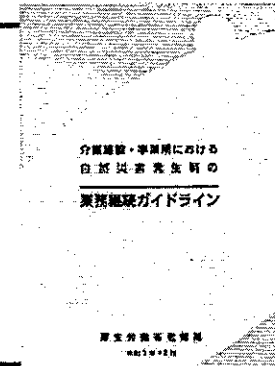 介護施設・事業所における
自然災害発生時の
業務継続ガイドライン
厚生労働省老健局